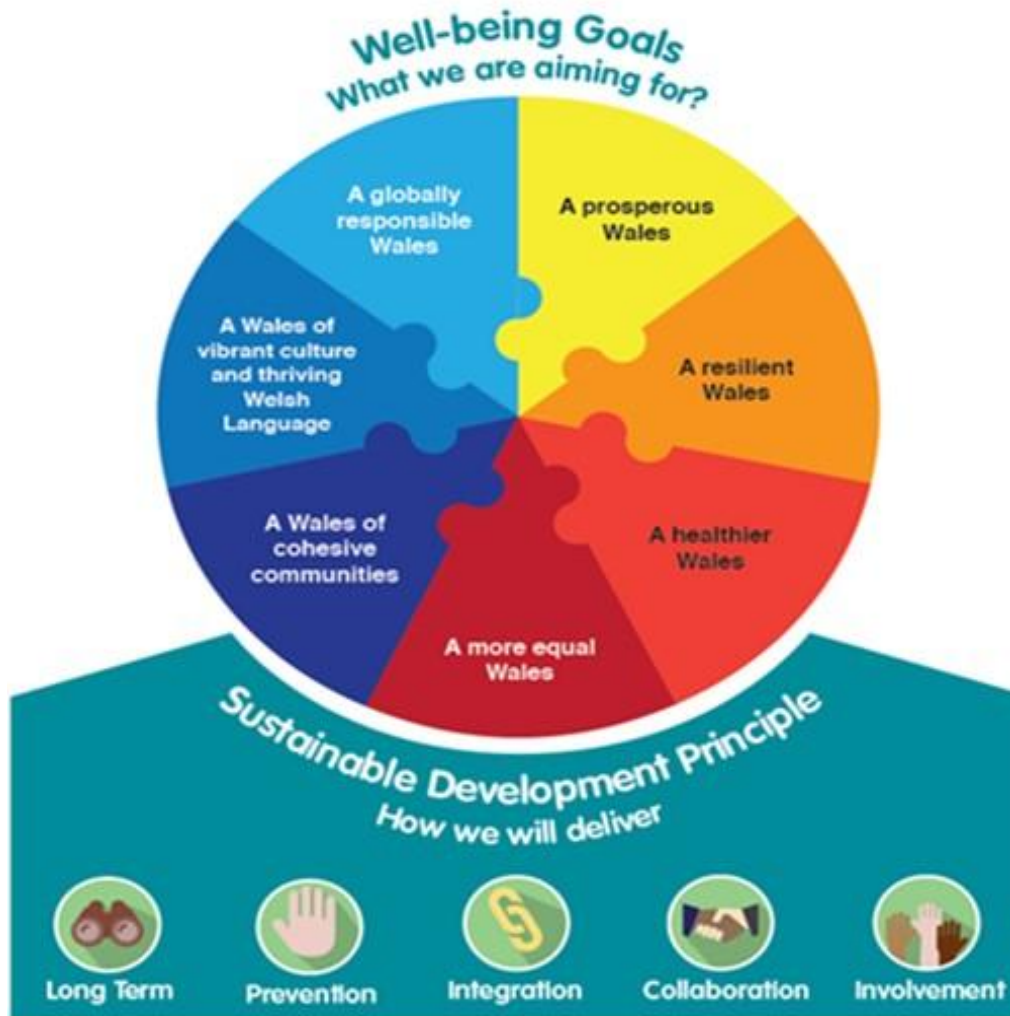 Well-being Goals
What we are aiming for?
A globally
responsible
Wales
A prosperous
Wales
A Wales of
vibrant culture
and thriving
Welsh
Language
A resilient
Wales
A Wales of
cohesive
communities
A healthier
Wales
A more equal
Wales
Sustainable Development Principle
How we will deliver
Long Term
Prevention
Integration
Collaboration
Involvement